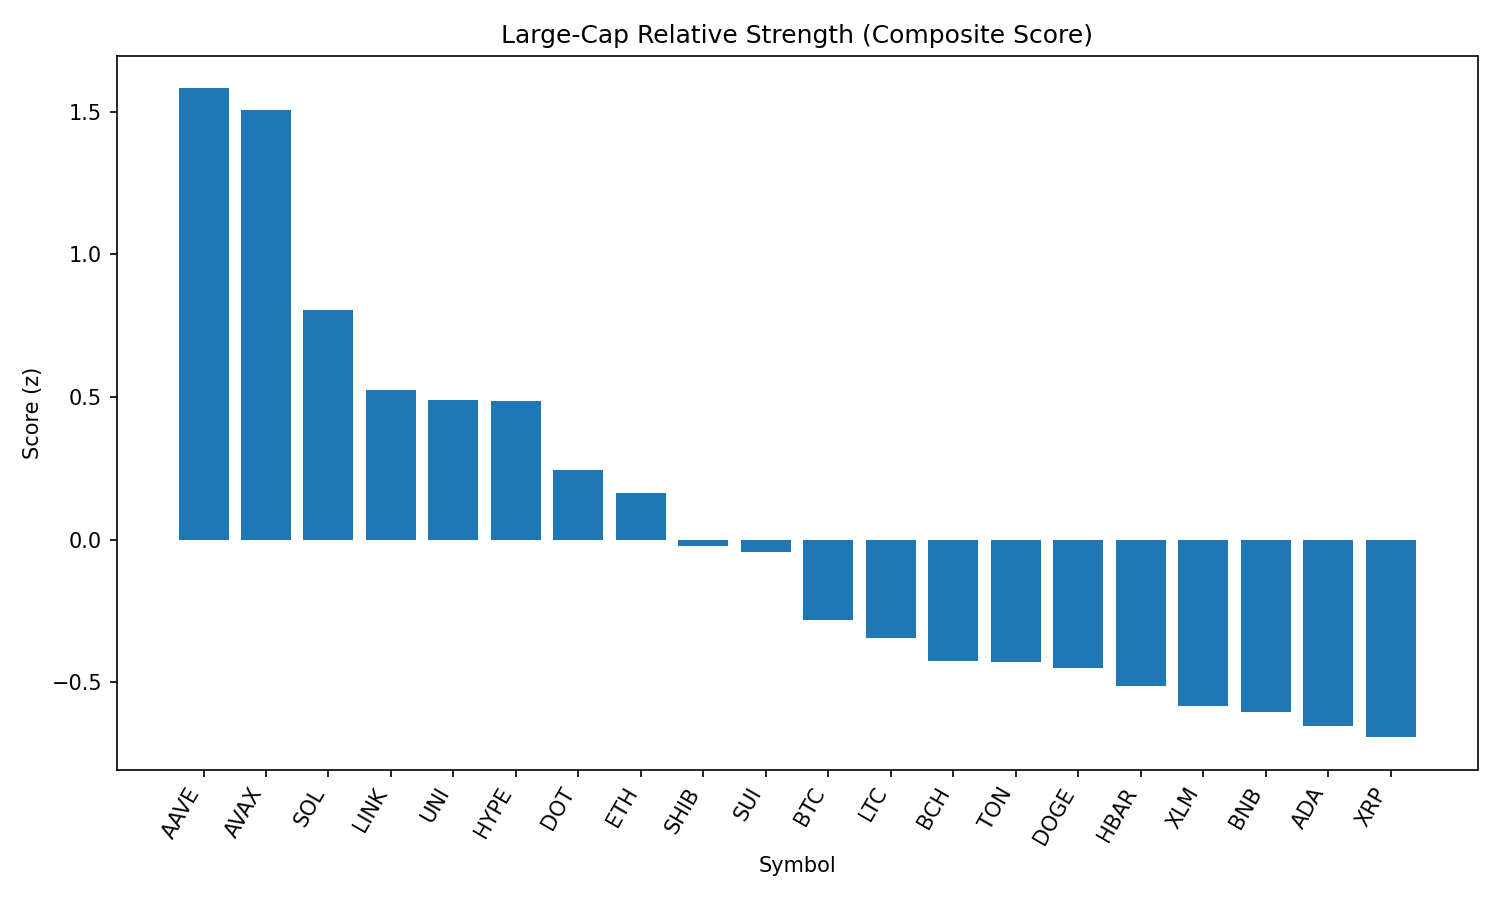 Large-Cap Relative Strength (Composite Score)
Score (z)
1.5
1.0
0.5
0.0
−0.5
AAVE
AVAX
SOL
LINK
UNI
HYPE
DOT
ETH
SHIB
SUI
BTC
LTC
BCH
TON
DOGE
HBAR
XLM
BNB
ADA
XRP
Symbol